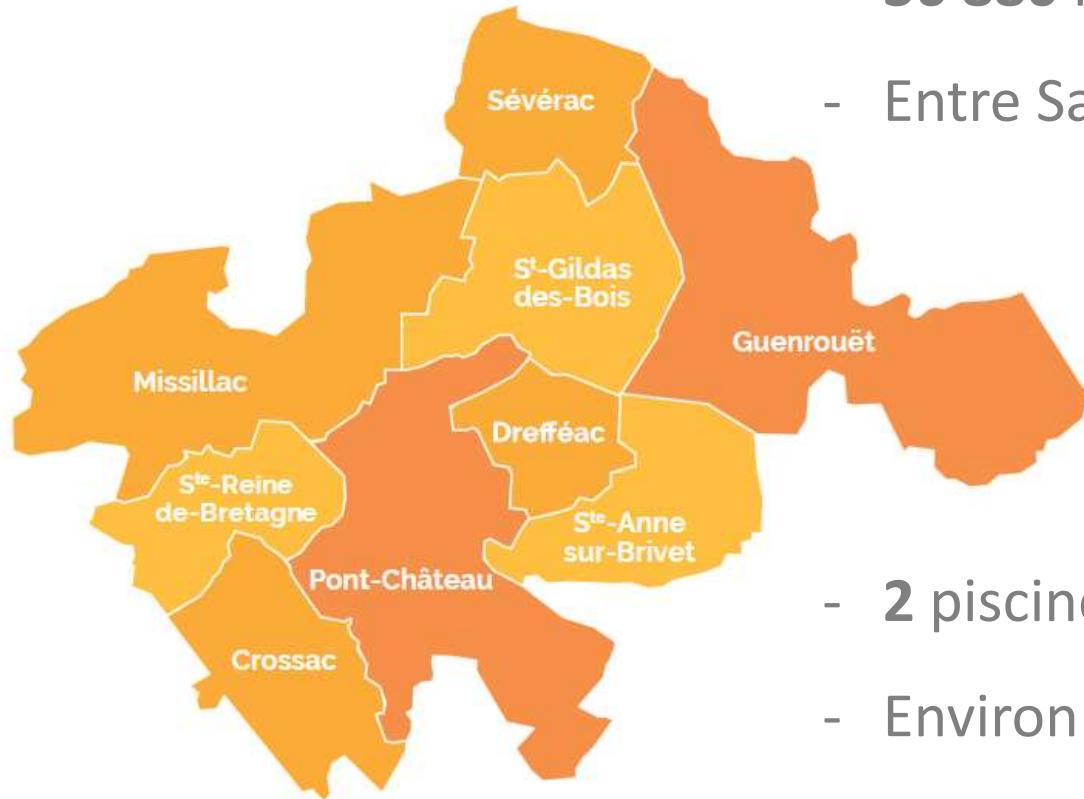 Sévérac
- Entre Sa
St-Gildas
des-Bois
Guenrouët
Missillac
Drefféac
Ste-Reine
de-Bretagne
Ste-Anne
sur-Brivet
Pont-Château
- 2 piscine
Crossac
- Environ